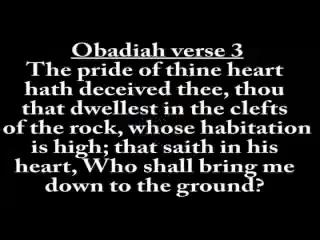 Obadiah verse 3
The pride of thine heart
hath deceived thee, thou
that dwellest in the clefts
of the rock, whose habitation
is high; that saith in his
heart, Who shall bring me
down to the ground?